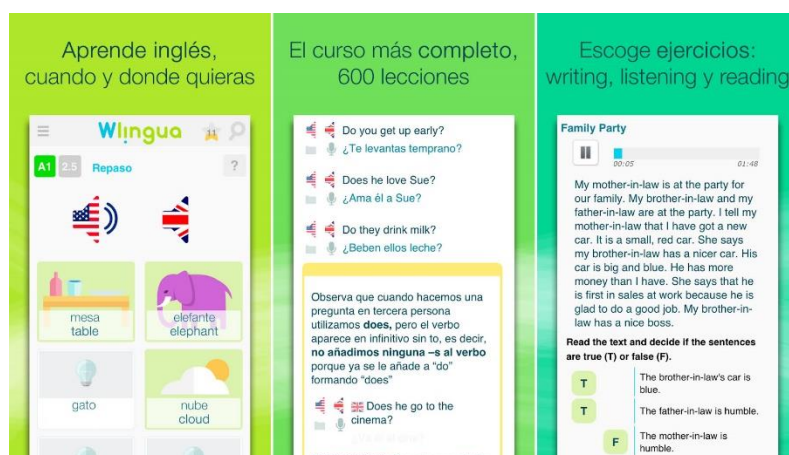 Aprende inglés,
cuando y donde quieras
Wlingua
11
A1
2.5
Repaso
?
mesa
table
elefante
elephant
gato
nube
cloud
El curso más completo,
600 lecciones
Do you get up early?
¿Te levantas temprano?
Does he love Sue?
¿Ama él a Sue?
Do they drink milk?
¿Beben ellos leche?
Observa que cuando hacemos una
pregunta en tercera persona
utilizamos does, pero el verbo
aparece en infinitivo sin to, es decir,
no añadimos ninguna –s al verbo
porque ya se le añade a "do"
formando "does"
Does he go to the
cinema?
Escoge ejercicios:
writing, listening y reading
Family Party
00:05
01:48
My mother-in-law is at the party for
our family. My brother-in-law and my
father-in-law are at the party. I tell my
mother-in-law that I have got a new
car. It is a small, red car. She says
my brother-in-law has a nicer car. His
car is big and blue. He has more
money than I have. She says that he
is first in sales at work because he is
glad to do a good job. My brother-in-
law has a nice boss.
Read the text and decide if the sentences
are true (T) or false (F).
T
The brother-in-law's car is
blue.
T
The father-in-law is humble.
F
The mother-in-law is
humble.